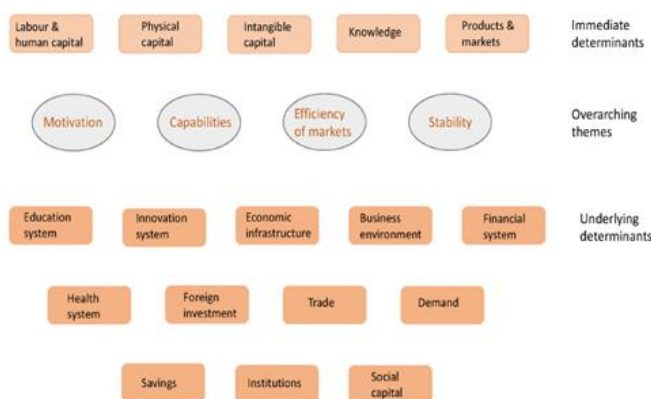 Labour &
human capital
Physical
capital
Intangible
capital
Knowledge
Products &
markets
Immediate
determinants
Motivation
Capabilities
Efficiency
of markets
Stability
Overarching
themes
Education
system
Innovation
system
Economic
infrastructure
Business
environment
Financial
system
Underlying
determinants
Health
system
Foreign
investment
Trade
Demand
Savings
Institutions
Social
capital